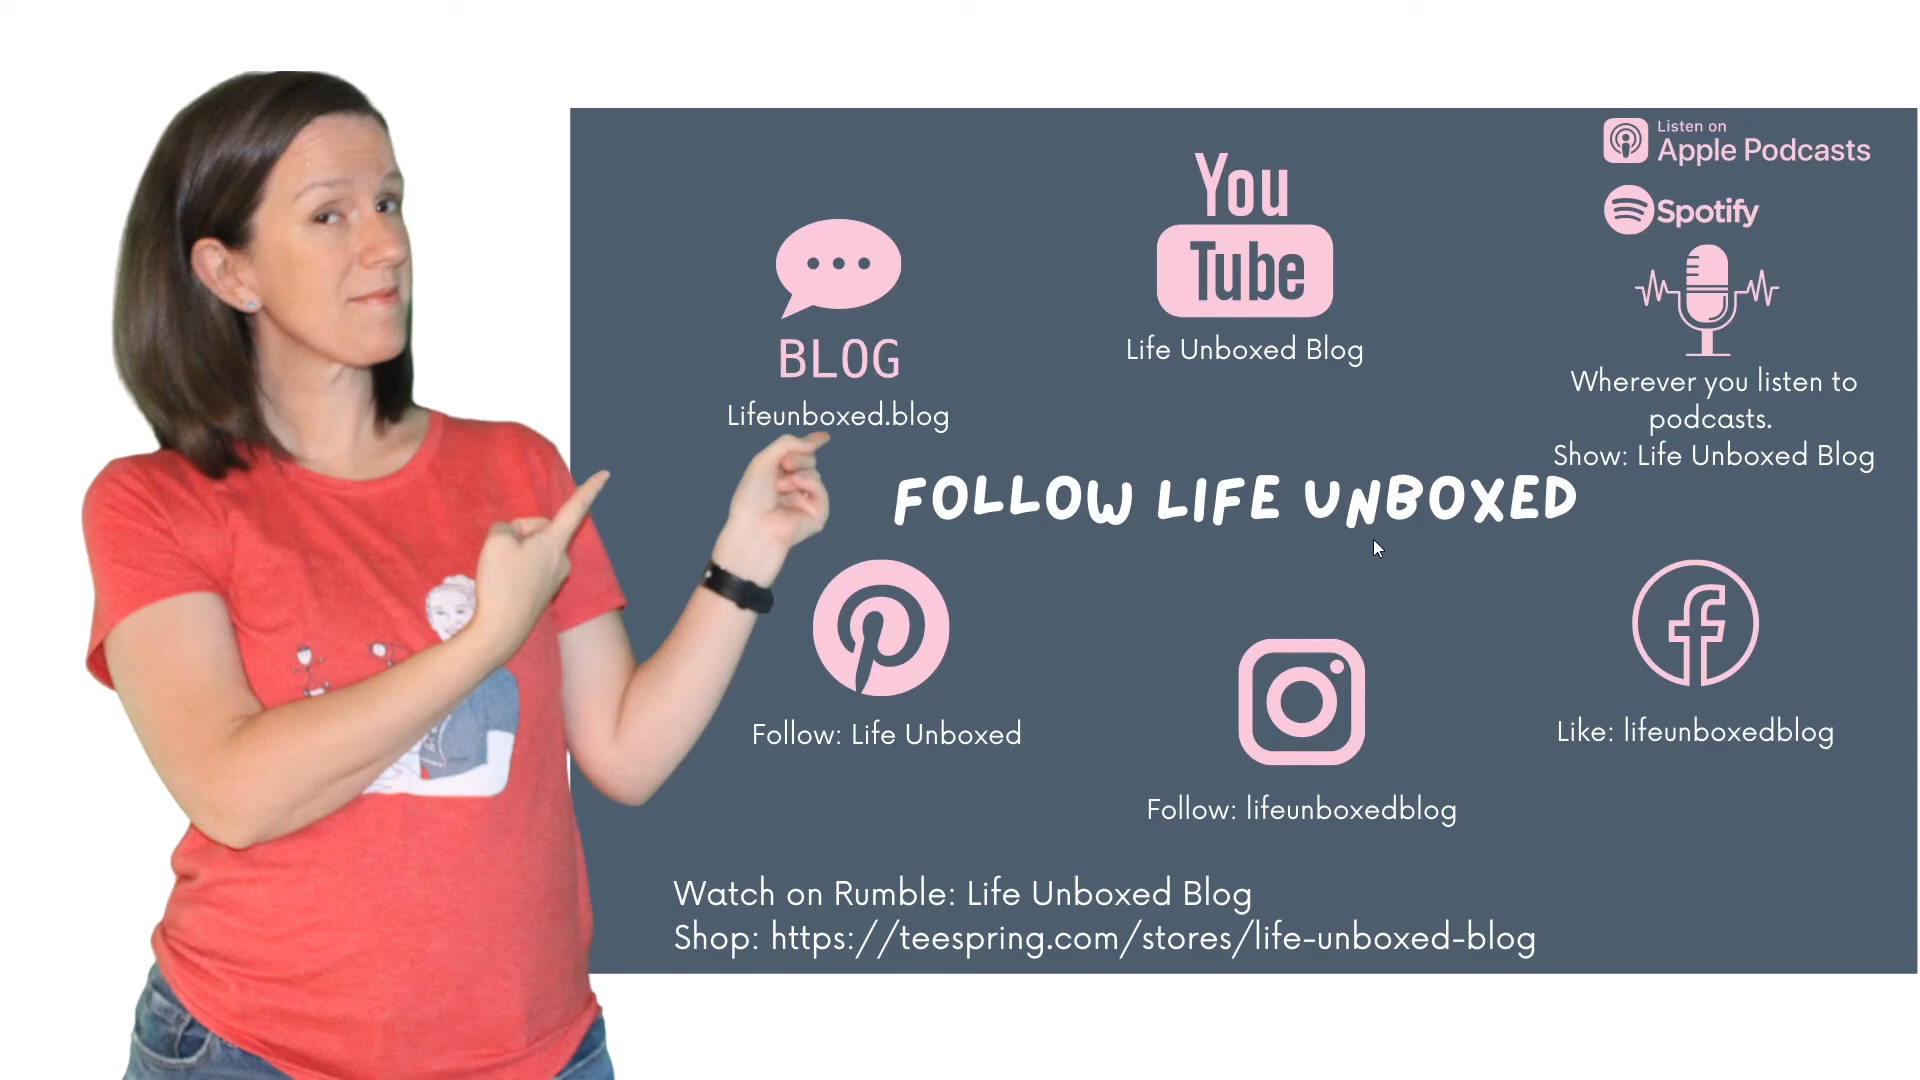 Listen on
Apple Podcasts
Spotify
You
Tube
Life Unboxed Blog
BLOG
Lifeunboxed.blog
Wherever you listen to
podcasts.
Show: Life Unboxed Blog
FOLLOW LIFE UNBOXED
Follow: Life Unboxed
Follow: lifeunboxedblog
Like: lifeunboxedblog
Watch on Rumble: Life Unboxed Blog
Shop: https://teespring.com/stores/life-unboxed-blog